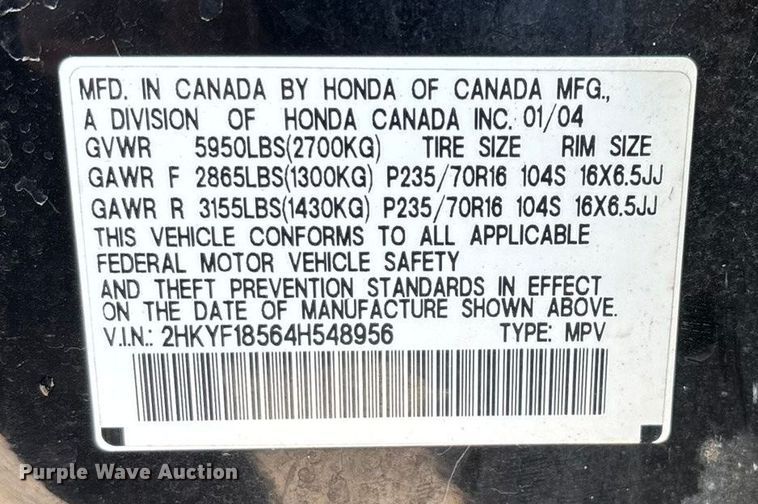 MFD. IN CANADA BY HONDA OF CANADA MFG.,
A DIVISION OF HONDA CANADA INC. 01/04
GVWR 5950LBS(2700KG) TIRE SIZE RIM SIZE
GAWR F 2865LBS(1300KG) P235/70R16 104S 16X6.5JJ
GAWR R 3155LBS(1430KG) P235/70R16 104S 16X6.5JJ
THIS VEHICLE CONFORMS TO ALL APPLICABLE
FEDERAL MOTOR VEHICLE SAFETY
AND THEFT PREVENTION STANDARDS IN EFFECT
ON THE DATE OF MANUFACTURE SHOWN ABOVE.
V.I.N.: 2HKYF18564H548956 TYPE: MPV
Purple Wave Auction